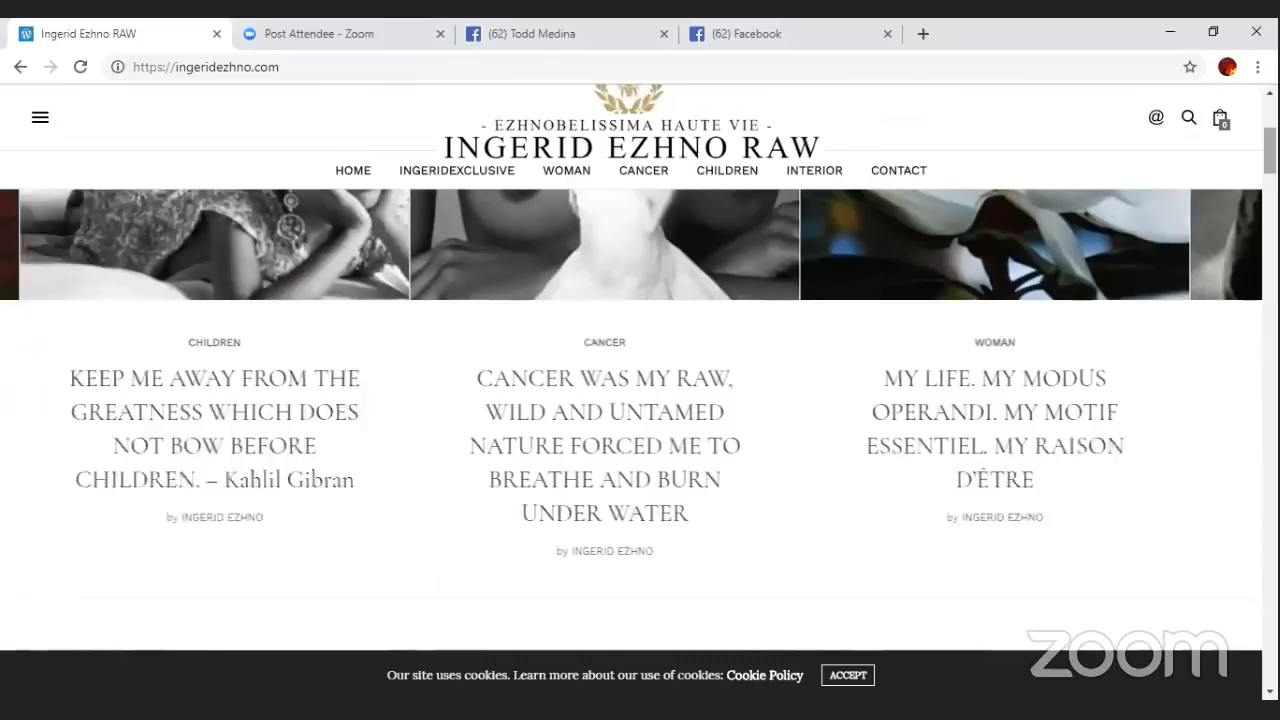 Ingerid Ezhno RAW
Post Attendee - Zoom
(62) Todd Medina
(62) Facebook
https://ingeridezhno.com
- EZHNOBELISSIMA HAUTE VIE -
INGERID EZHNO RAW
0
HOME INGERIDEXCLUSIVE WOMAN CANCER CHILDREN INTERIOR CONTACT
CHILDREN
KEEP ME AWAY FROM THE
GREATNESS WHICH DOES
NOT BOW BEFORE
CHILDREN. – Kahlil Gibran
by INGERID EZHNO
CANCER
CANCER WAS MY RAW,
WILD AND UNTAMED
NATURE FORCED ME TO
BREATHE AND BURN
UNDER WATER
by INGERID EZHNO
WOMAN
MY LIFE. MY MODUS
OPERANDI. MY MOTIF
ESSENTIEL. MY RAISON
D'ÊTRE
by INGERID EZHNO
Our site uses cookies. Learn more about our use of cookies: Cookie Policy ACCEPT
zoom